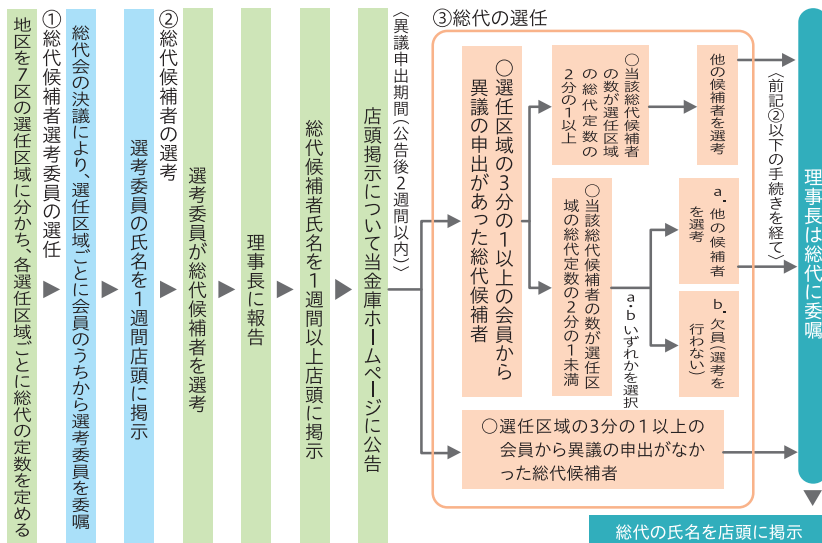 地区を7区の選任区域に分かち、各選任区域ごとに総代の定数を定める
①総代候補者選考委員の選任
総代会の決議により、選任区域ごとに会員のうちから選考委員を委嘱
選考委員の氏名を1週間店頭に掲示
②総代候補者の選考
選考委員が総代候補者を選考
理事長に報告
総代候補者氏名を1週間以上店頭に掲示
店頭掲示について当金庫ホームページに公告
〈異議申出期間(公告後2週間以内)〉
③総代の選任
○選任区域の3分の1以上の会員から
異議の申出があった総代候補者
○当該総代候補者
の数が選任区域
の総代定数の
2分の1以上
他の候補者を選考
○当該総代候補者の数が選任区
域の総代定数の2分の1未満
a・bいずれかを選択
a. 他の候補者
を選考
b. 欠員(選考を
行わない)
○選任区域の3分の1以上の
会員から異議の申出がなか
った総代候補者
〈前記②以下の手続きを経て〉
理事長は総代に委嘱
総代の氏名を店頭に掲示